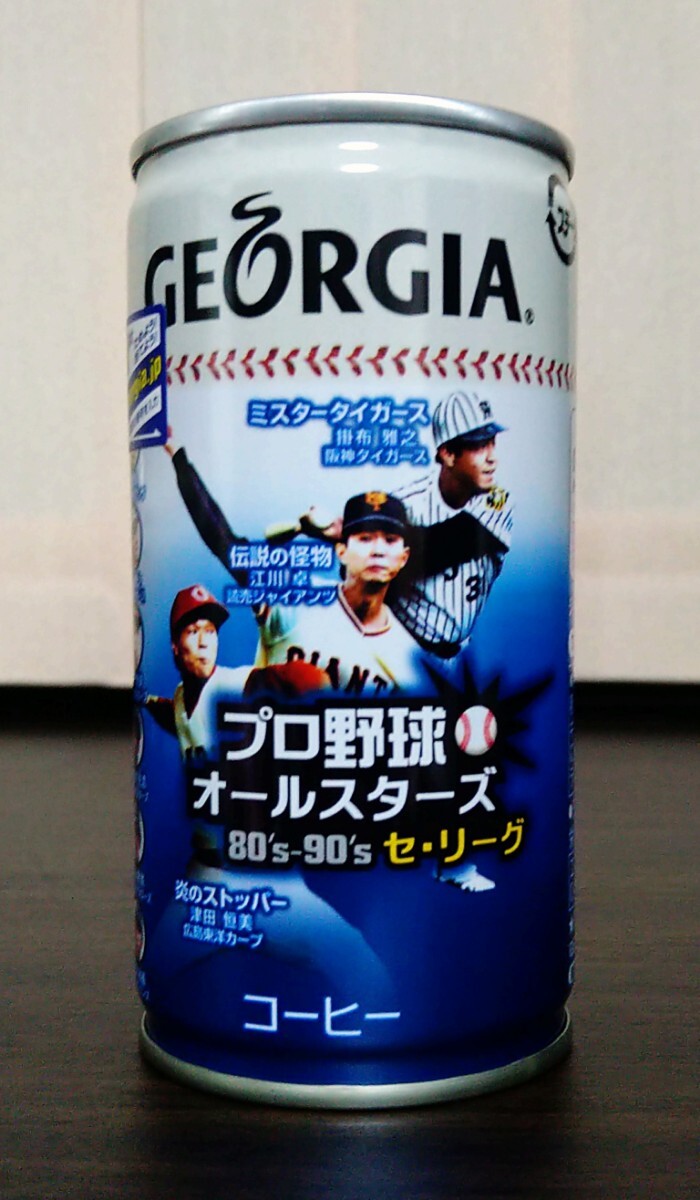 GEORGIA®
ミスタータイガース
掛布 雅之
阪神タイガース
伝説の怪物
江川 卓
読売ジャイアンツ
GIANT
プロ野球
オールスターズ
80's-90's セ・リーグ
炎のストッパー
津田 恒美
広島東洋カープ
コーヒー